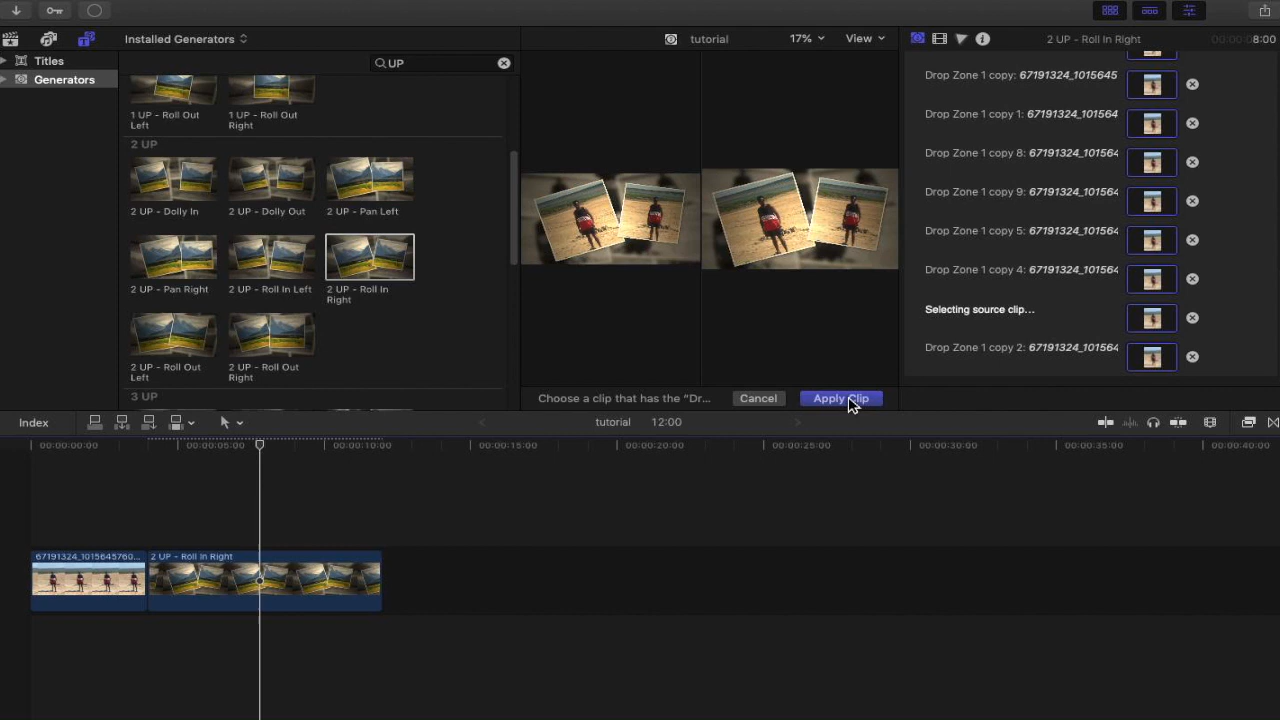 Installed Generators
tutorial
17%
View
2 UP - Roll In Right
00:00:08:00
Titles
Generators
UP
1 UP - Roll Out
Left
1 UP - Roll Out
Right
2 UP
2 UP - Dolly In
2 UP - Dolly Out
2 UP - Pan Left
2 UP - Pan Right
2 UP - Roll In Left
2 UP - Roll In
Right
2 UP - Roll Out
Left
2 UP - Roll Out
Right
3 UP
Drop Zone 1 copy: 67191324_1015645
Drop Zone 1 copy 1: 67191324_101564
Drop Zone 1 copy 8: 67191324_101564
Drop Zone 1 copy 9: 67191324_101564
Drop Zone 1 copy 5: 67191324_101564
Drop Zone 1 copy 4: 67191324_101564
Selecting source clip...
Drop Zone 1 copy 2: 67191324_101564
Choose a clip that has the “Dr...
Cancel
Apply Clip
Index
tutorial
12:00
00:00:00:00
00:00:05:00
00:00:10:00
00:00:15:00
00:00:20:00
00:00:25:00
00:00:30:00
00:00:35:00
00:00:40:00
67191324_1015645760...
2 UP - Roll In Right